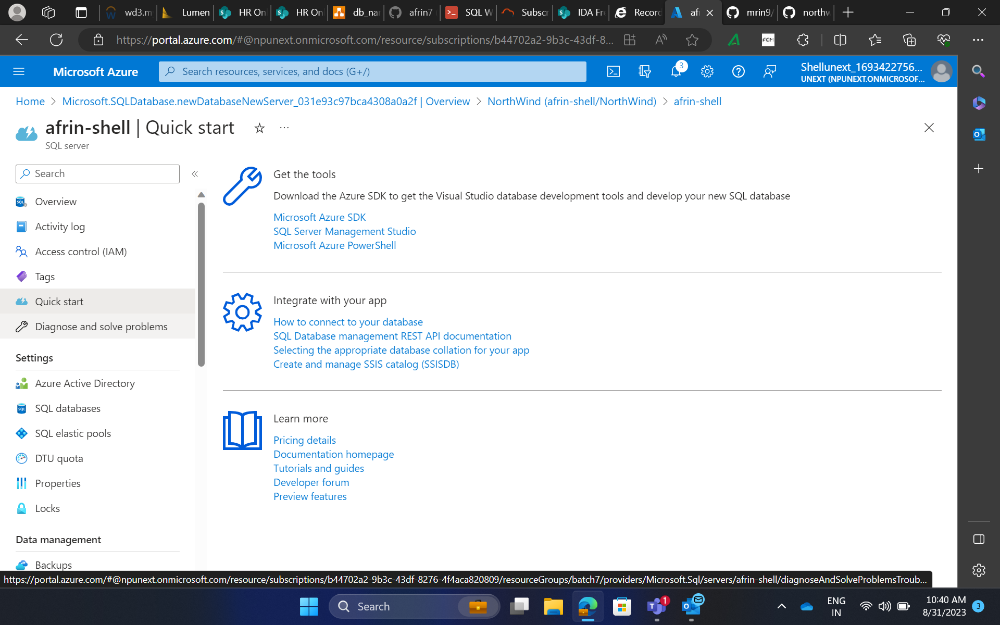 wd3.m
Lumen
HR Onl
HR Onl
db_nar
afrin7
SQL W
Subscr
IDA Fre
Record
afr
mrin9/
northw
https://portal.azure.com/#@npunext.onmicrosoft.com/resource/subscriptions/b44702a2-9b3c-43df-8...
Microsoft Azure
Search resources, services, and docs (G+/)
3
Shellunext_1693422756...
UNEXT (NPUNEXT.ONMICROSOF...
Home > Microsoft.SQLDatabase.newDatabaseNewServer_031e93c97bca4308a0a2f | Overview > NorthWind (afrin-shell/NorthWind) > afrin-shell
afrin-shell | Quick start
SQL server
Search
Overview
Activity log
Access control (IAM)
Tags
Quick start
Diagnose and solve problems
Settings
Azure Active Directory
SQL databases
SQL elastic pools
DTU quota
Properties
Locks
Data management
Backups
Get the tools
Download the Azure SDK to get the Visual Studio database development tools and develop your new SQL database
Microsoft Azure SDK
SQL Server Management Studio
Microsoft Azure PowerShell
Integrate with your app
How to connect to your database
SQL Database management REST API documentation
Selecting the appropriate database collation for your app
Create and manage SSIS catalog (SSISDB)
Learn more
Pricing details
Documentation homepage
Tutorials and guides
Developer forum
Preview features
https://portal.azure.com/#@npunext.onmicrosoft.com/resource/subscriptions/b44702a2-9b3c-43df-8276-4f4aca820809/resourceGroups/batch7/providers/Microsoft.Sql/servers/afrin-shell/diagnoseAndSolveProblemsTroub...
Search
1
ENG
IN
10:40 AM
8/31/2023
3